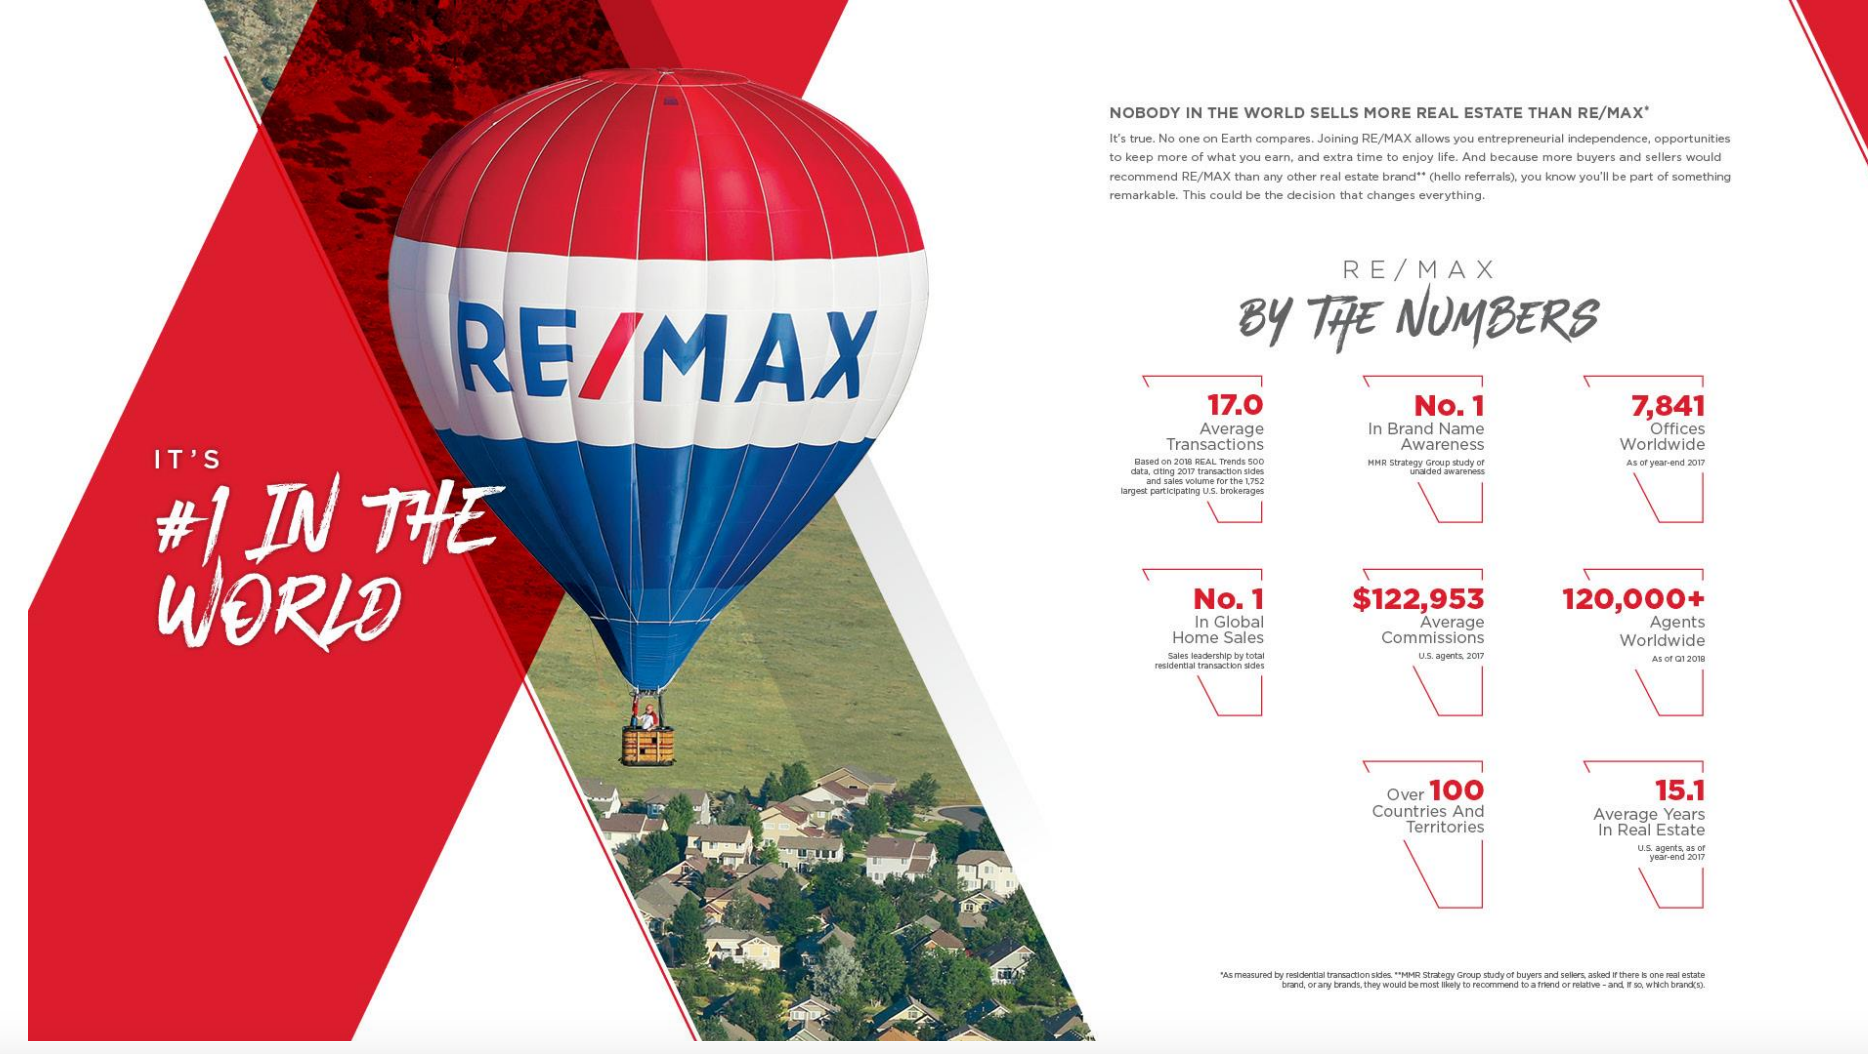 IT'S
#1 IN THE
WORLD
RE/MAX
NOBODY IN THE WORLD SELLS MORE REAL ESTATE THAN RE/MAX*
It's true. No one on Earth compares. Joining RE/MAX allows you entrepreneurial independence, opportunities
to keep more of what you earn, and extra time to enjoy life. And because more buyers and sellers would
recommend RE/MAX than any other real estate brand** (hello referrals), you know you'll be part of something
remarkable. This could be the decision that changes everything.
RE/MAX
BY THE NUMBERS
17.0
Average
Transactions
Based on 2018 REAL Trends 500
data, citing 2017 transaction sides
and sales volume for the 1,752
largest participating U.S. brokerages
No. 1
In Brand Name
Awareness
MMR Strategy Group study of
unaided awareness
7,841
Offices
Worldwide
As of year-end 2017
No. 1
In Global
Home Sales
Sales leadership by total
residential transaction sides
$122,953
Average
Commissions
U.S. agents, 2017
120,000+
Agents
Worldwide
As of Q1 2018
Over 100
Countries And
Territories
15.1
Average Years
In Real Estate
U.S. agents, as of
year-end 2017
*As measured by residential transaction sides. **MMR Strategy Group study of buyers and sellers, asked if there is one real estate
brand, or any brands, they would be most likely to recommend to a friend or relative – and, if so, which brand(s).